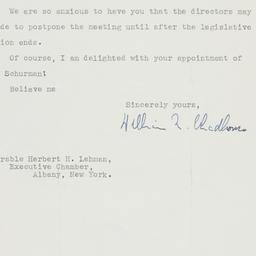 We are so anxious to have you that the directors may
de to postpone the meeting until after the legislative
ion ends.
Of course, I am delighted with your appointment of
Schurman!
Believe me
Sincerely yours,
William M. Chadbourne
rable Herbert H. Lehman,
Executive Chamber,
Albany, New York.